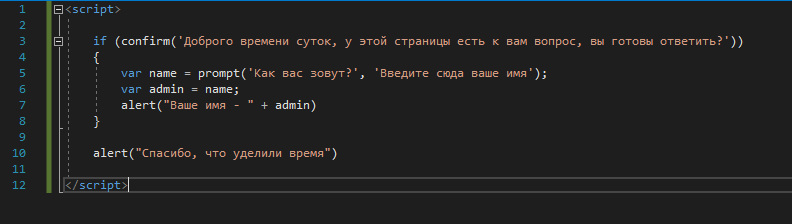 1 <script>
2
3 if (confirm('Доброго времени суток, у этой страницы есть к вам вопрос, вы готовы ответить?'))
4 {
5 var name = prompt('Как вас зовут?', 'Введите сюда ваше имя');
6 var admin = name;
7 alert("Ваше имя - " + admin)
8 }
9
10 alert("Спасибо, что уделили время")
11
12 </script>